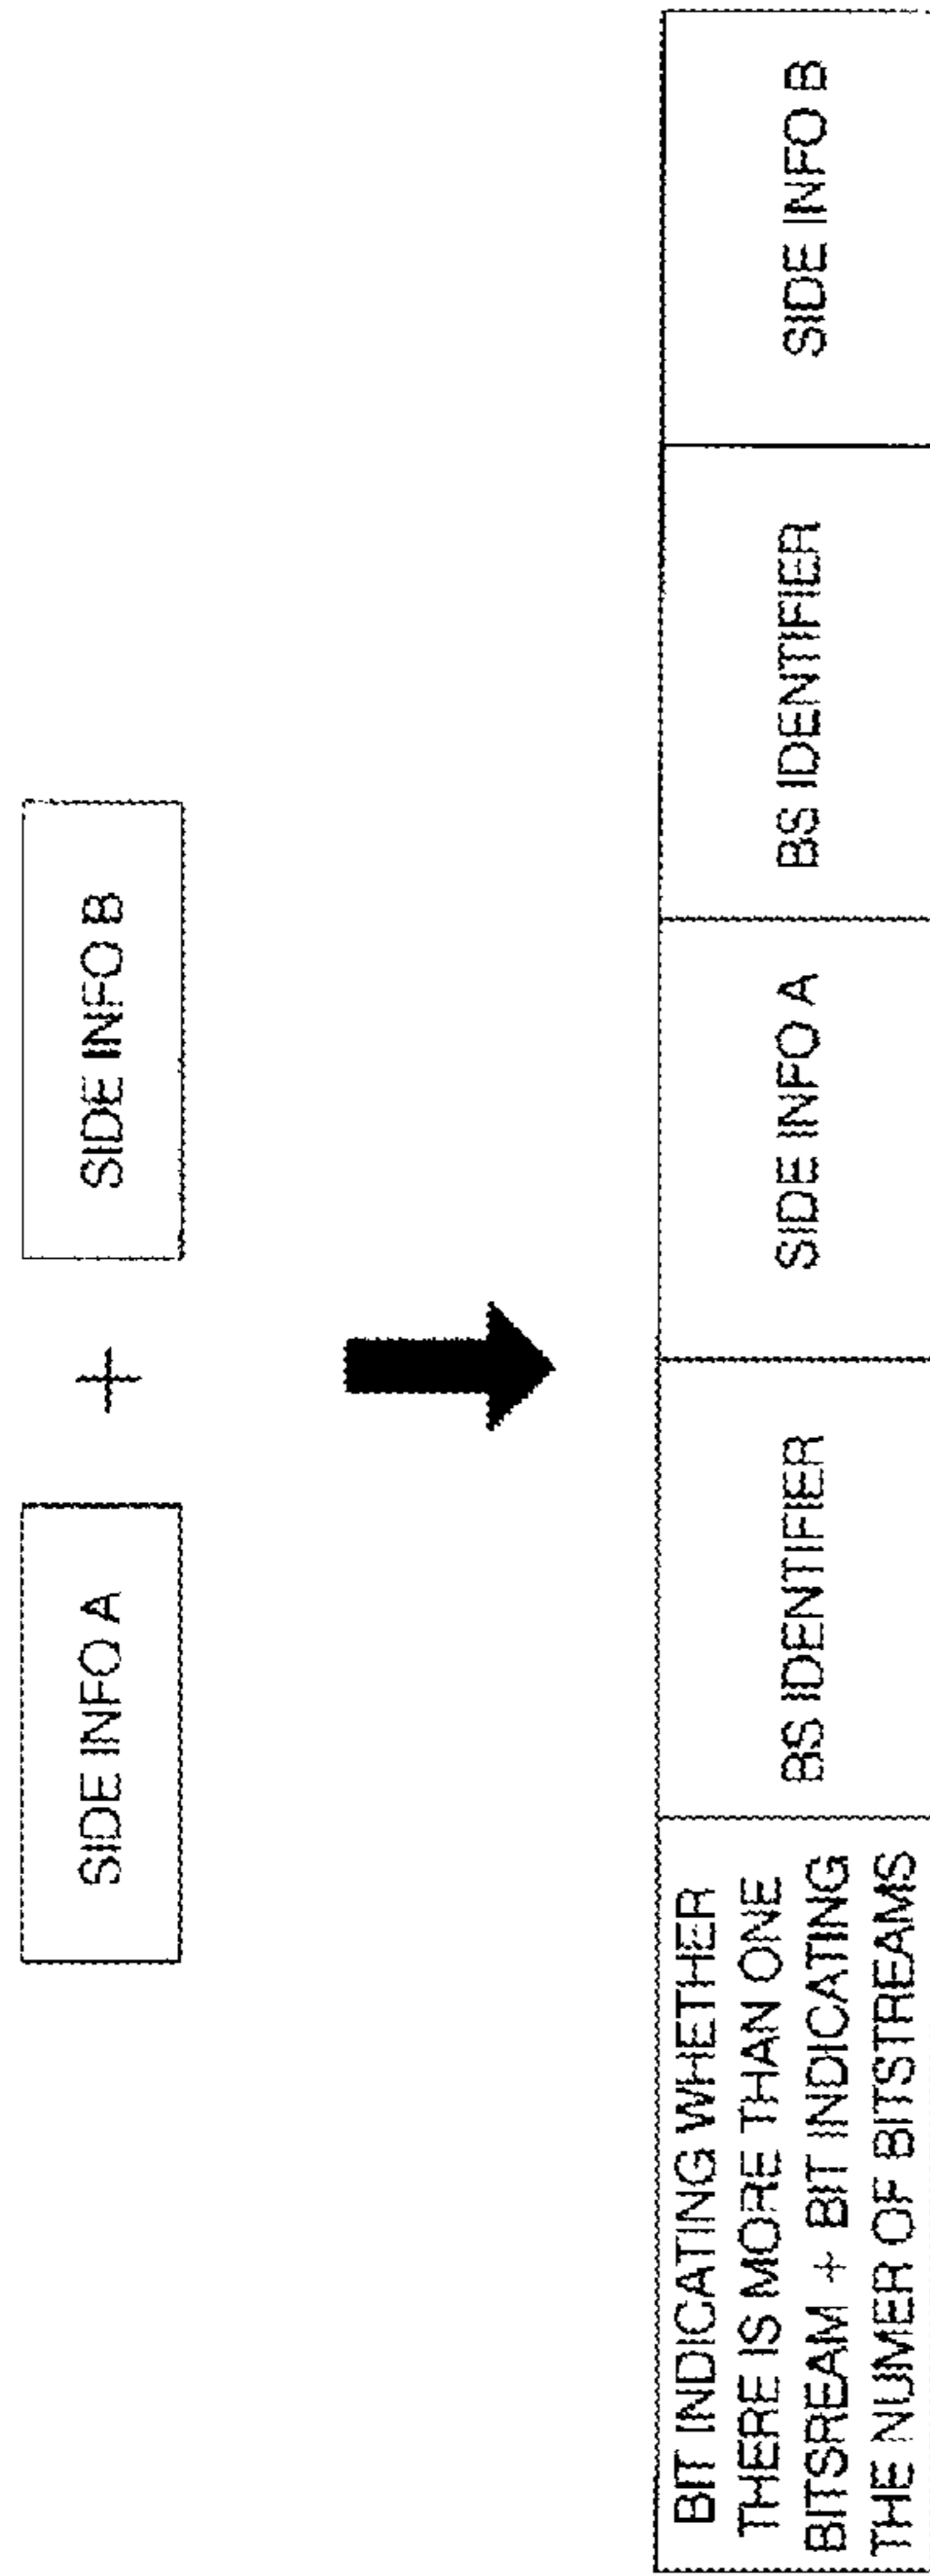 SIDE INFO A
+
SIDE INFO B
BIT INDICATING WHETHER
THERE IS MORE THAN ONE
BITSREAM + BIT INDICATING
THE NUMER OF BITSTREAMS
BS IDENTIFIER
SIDE INFO A
BS IDENTIFIER
SIDE INFO B